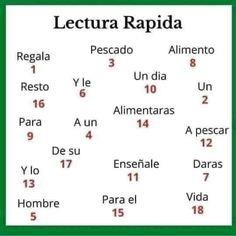 Lectura Rapida
Regala
1
Pescado
3
Alimento
8
Resto
16
Y le
6
Un dia
10
Un
2
Para
9
A un
4
Alimentaras
14
A pescar
12
De su
17
Y lo
13
Enseñale
11
Daras
7
Hombre
5
Para el
15
Vida
18